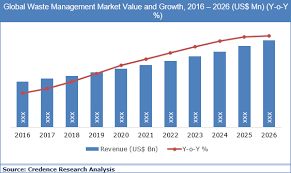 Global Waste Management Market Value and Growth, 2016 – 2026 (US$ Mn) (Y-o-Y
%)
XXX XXX XXX XXX XXX XXX XXX XXX XXX XXX XXX
2016 2017 2018 2019 2020 2021 2022 2023 2024 2025 2026
Revenue (US$ Bn) Y-o-Y %
Source: Credence Research Analysis